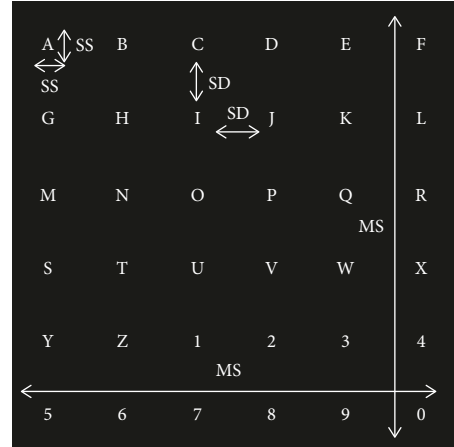 A SS B C D E F
SS SD
G H I SD J K L
M N O P Q R
MS
S T U V W X
Y Z 1 2 3 4
MS
5 6 7 8 9 0